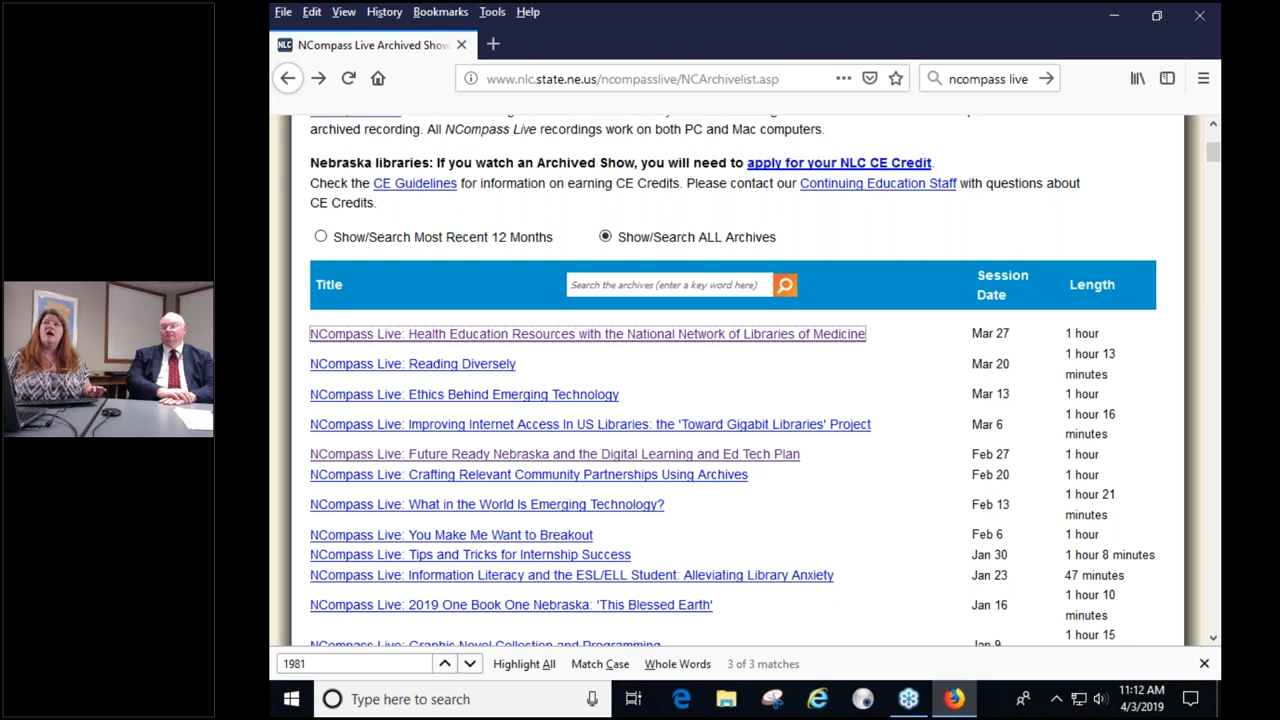 File Edit View History Bookmarks Tools Help
NLC NCompass Live Archived Show
www.nlc.state.ne.us/ncompasslive/NCArchivelist.asp
ncompass live
archived recording. All NCompass Live recordings work on both PC and Mac computers.
Nebraska libraries: If you watch an Archived Show, you will need to apply for your NLC CE Credit.
Check the CE Guidelines for information on earning CE Credits. Please contact our Continuing Education Staff with questions about
CE Credits.
Show/Search Most Recent 12 Months Show/Search ALL Archives
Title Search the archives (enter a key word here) Session Date Length
NCompass Live: Health Education Resources with the National Network of Libraries of Medicine Mar 27 1 hour
NCompass Live: Reading Diversely Mar 20 1 hour 13 minutes
NCompass Live: Ethics Behind Emerging Technology Mar 13 1 hour
NCompass Live: Improving Internet Access In US Libraries: the 'Toward Gigabit Libraries' Project Mar 6 1 hour 16 minutes
NCompass Live: Future Ready Nebraska and the Digital Learning and Ed Tech Plan Feb 27 1 hour
NCompass Live: Crafting Relevant Community Partnerships Using Archives Feb 20 1 hour
NCompass Live: What in the World Is Emerging Technology? Feb 13 1 hour 21 minutes
NCompass Live: You Make Me Want to Breakout Feb 6 1 hour
NCompass Live: Tips and Tricks for Internship Success Jan 30 1 hour 8 minutes
NCompass Live: Information Literacy and the ESL/ELL Student: Alleviating Library Anxiety Jan 23 47 minutes
NCompass Live: 2019 One Book One Nebraska: 'This Blessed Earth' Jan 16 1 hour 10 minutes
NCompass Live: Graphic Novel Collection and Programming Jan 9 1 hour 15
1981 Highlight All Match Case Whole Words 3 of 3 matches
Type here to search 11:12 AM
4/3/2019